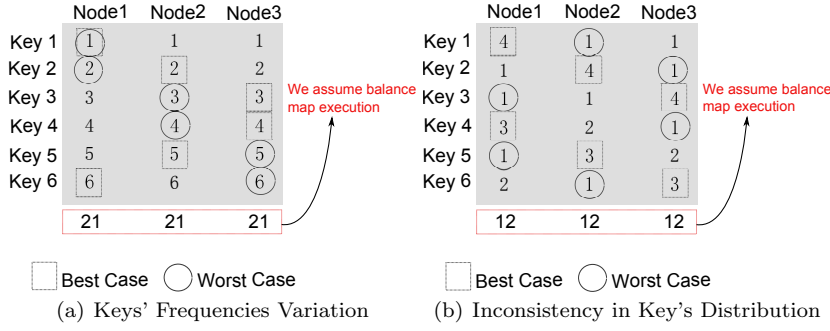 Node1 Node2 Node3
Key 1 1 1 1
Key 2 2 2 2
Key 3 3 3 3
Key 4 4 4 4
Key 5 5 5 5
Key 6 6 6 6
21 21 21
We assume balance
map execution
Best Case Worst Case
(a) Keys' Frequencies Variation
Node1 Node2 Node3
Key 1 4 1 1
Key 2 1 4 1
Key 3 1 1 4
Key 4 3 2 1
Key 5 1 3 2
Key 6 2 1 3
12 12 12
We assume balance
map execution
Best Case Worst Case
(b) Inconsistency in Key's Distribution